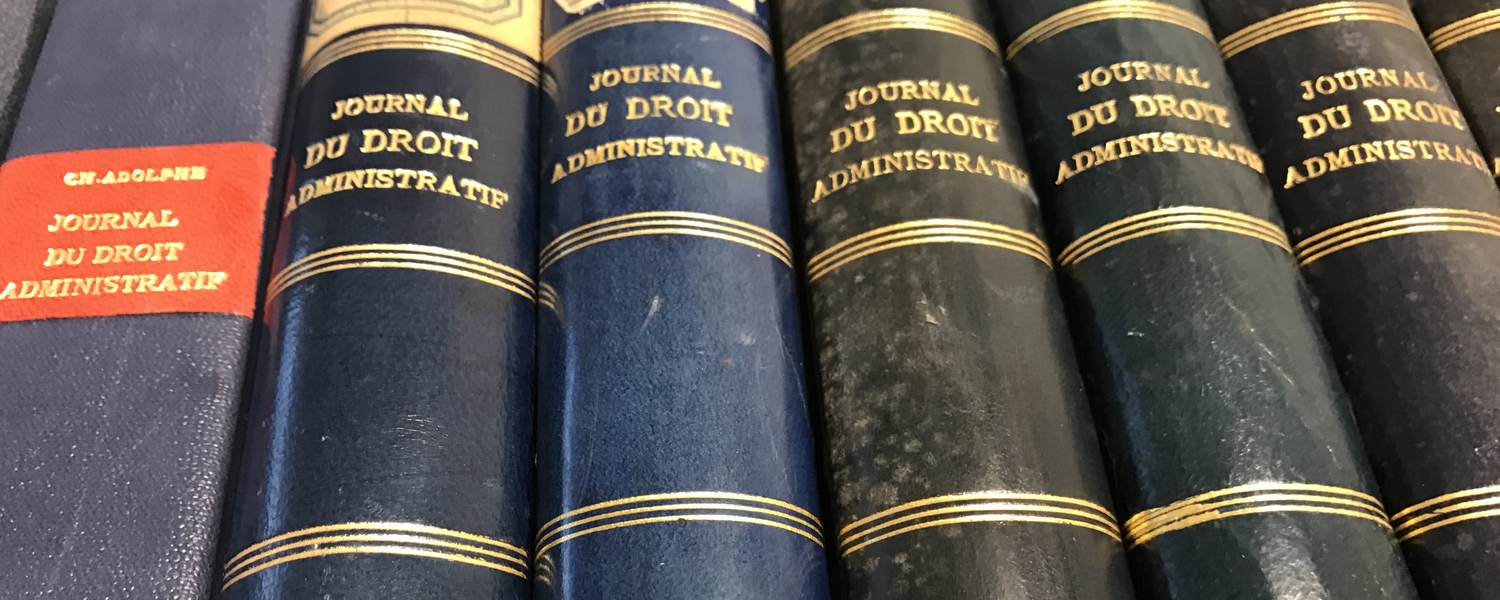 CH. ADOLPHE
JOURNAL
DU DROIT
ADMINISTRATIF
JOURNAL
DU DROIT
ADMINISTRATIF
JOURNAL
DU DROIT
ADMINISTRATIF
JOURNAL
DU DROIT
ADMINISTRATIF
JOURNAL
DU DROIT
ADMINISTRATIF
JOURNAL
DU DROIT
ADMINISTRATIF